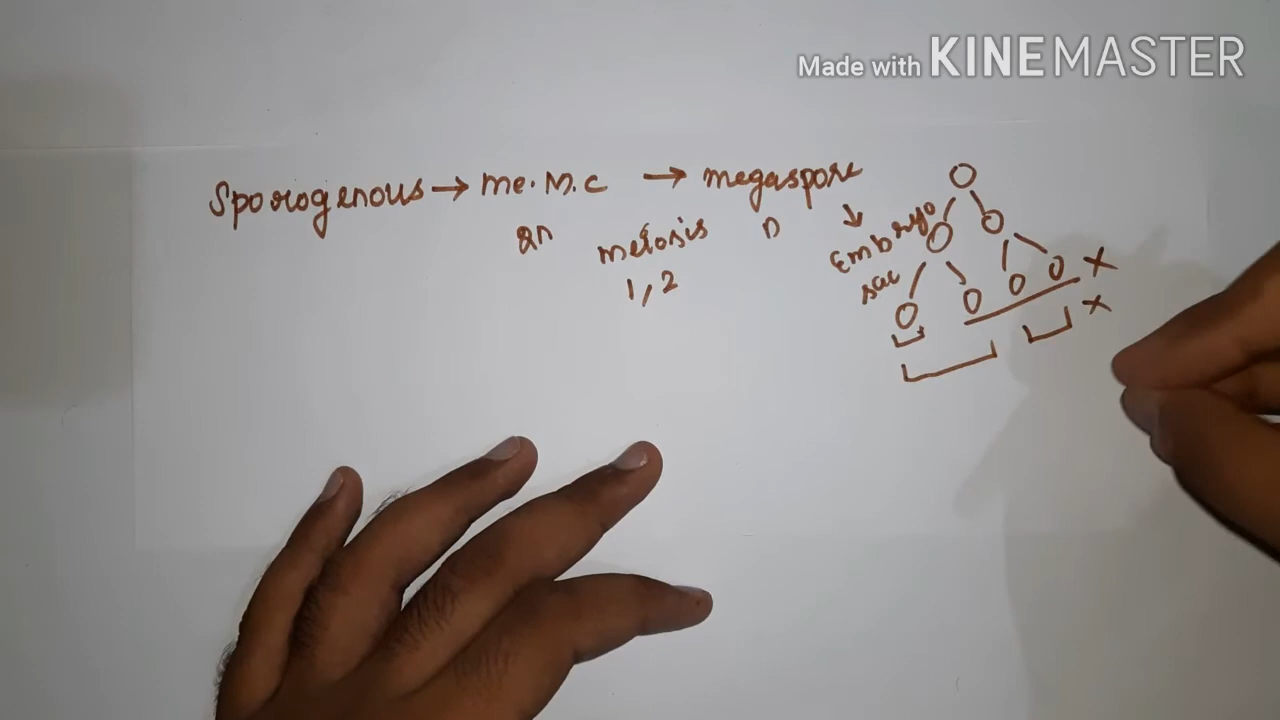 Made with KINEMASTER
Sporogenous → Me.M.C → megaspore
2n meiosis n ↓
1, 2
Embryo
sac
X
X